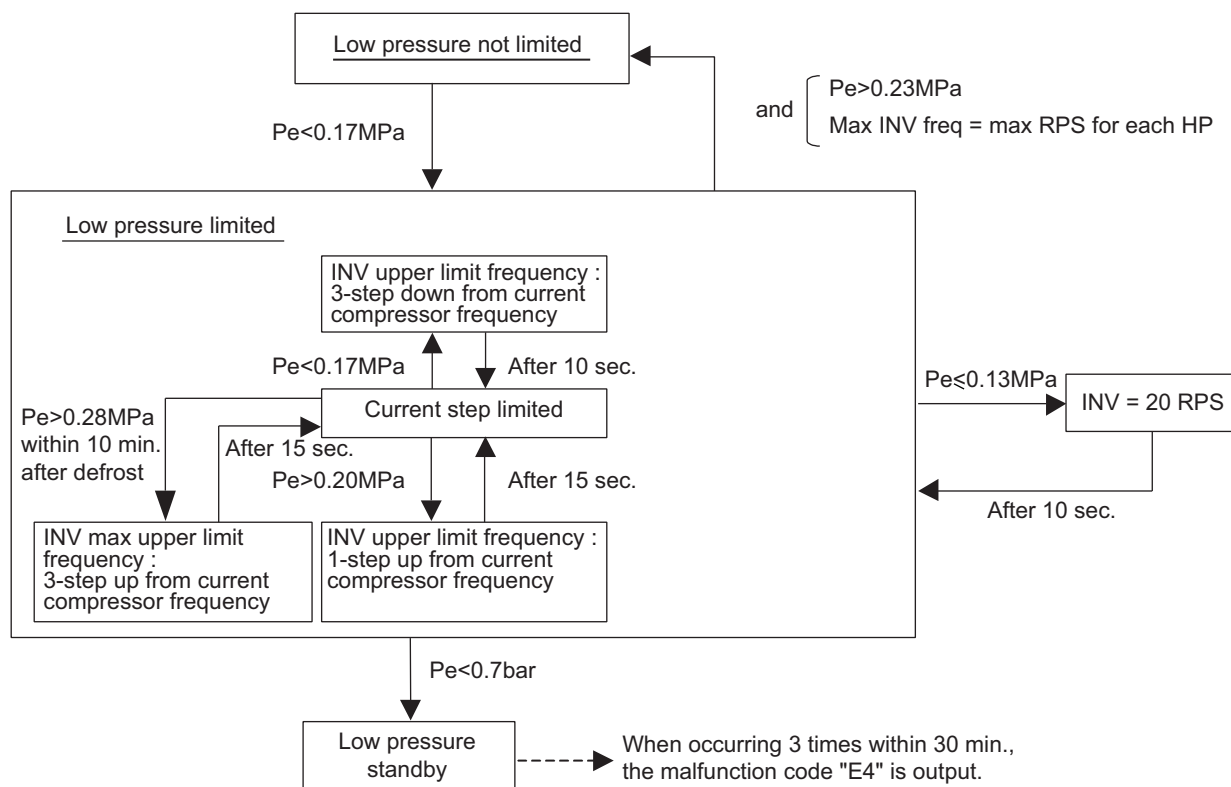 Low pressure not limited
Pe<0.17MPa
and
Pe>0.23MPa
Max INV freq = max RPS for each HP
Low pressure limited
INV upper limit frequency :
3-step down from current
compressor frequency
Pe<0.17MPa
After 10 sec.
Current step limited
Pe>0.28MPa
within 10 min.
after defrost
After 15 sec.
Pe>0.20MPa
After 15 sec.
INV max upper limit
frequency :
3-step up from current
compressor frequency
INV upper limit frequency :
1-step up from current
compressor frequency
Pe≤0.13MPa
INV = 20 RPS
After 10 sec.
Pe<0.7bar
Low pressure
standby
When occurring 3 times within 30 min.,
the malfunction code "E4" is output.